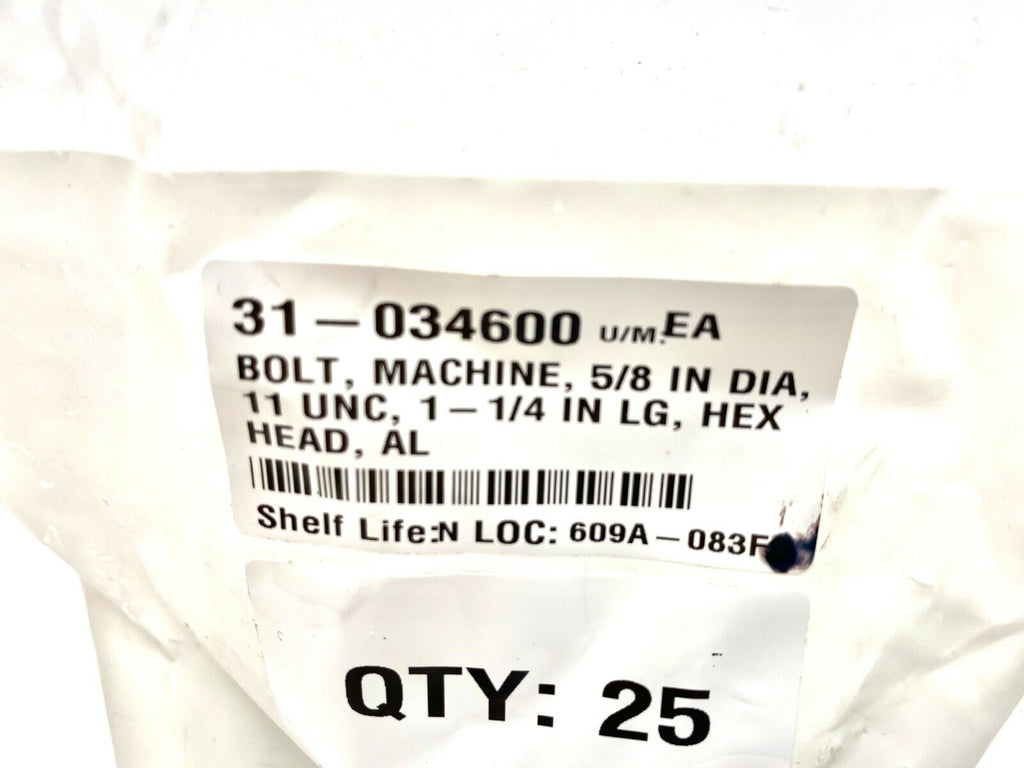 31-034600 U/M.EA
BOLT, MACHINE, 5/8 IN DIA,
11 UNC, 1-1/4 IN LG, HEX
HEAD, AL
Shelf Life:N LOC: 609A-083F
QTY: 25